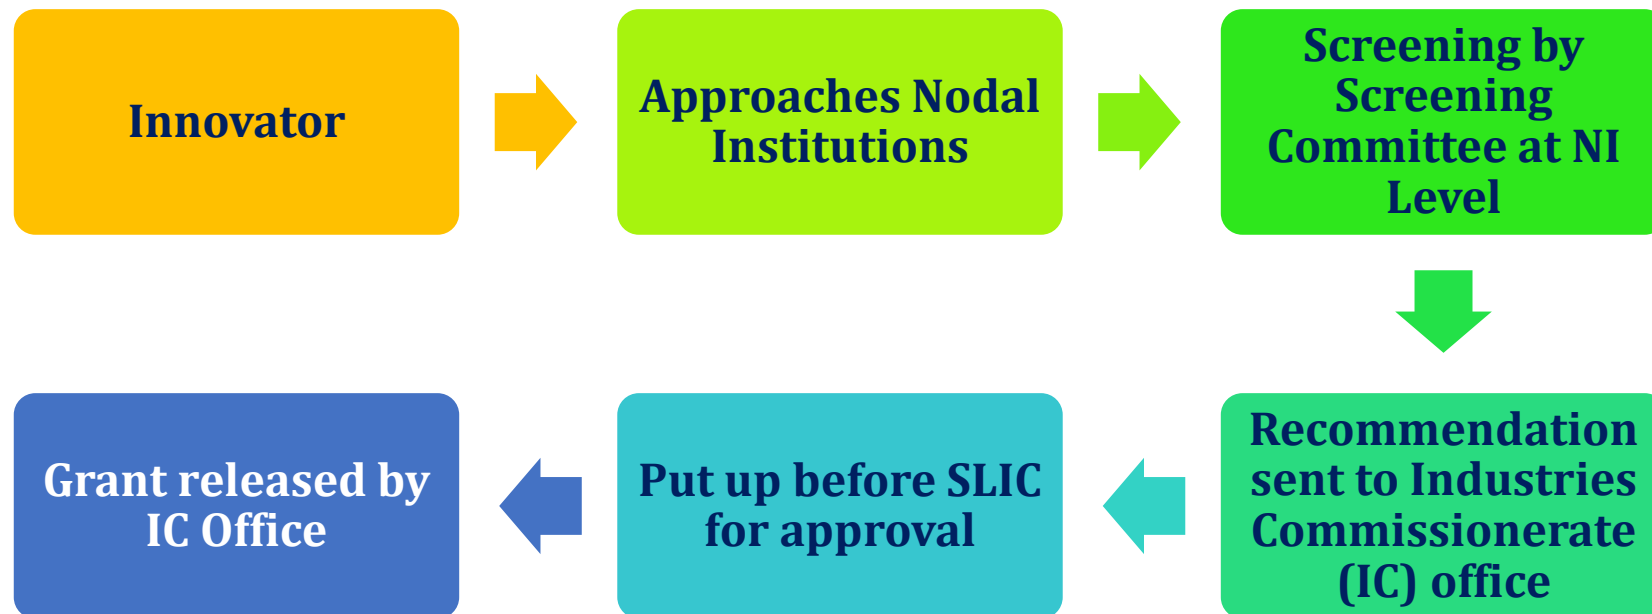 Innovator
Approaches Nodal
Institutions
Screening by
Screening
Committee at NI
Level
Recommendation
sent to Industries
Commissionerate
(IC) office
Put up before SLIC
for approval
Grant released by
IC Office